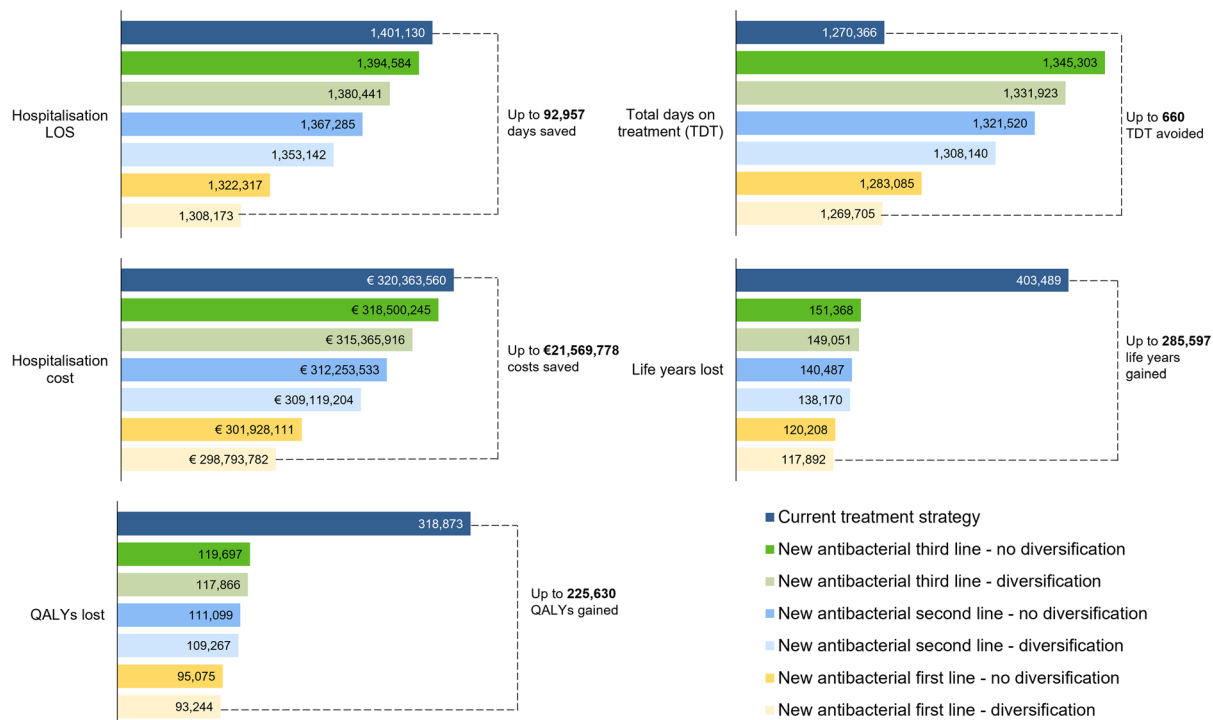 Hospitalisation
LOS
1,401,130
1,394,584
1,380,441
1,367,285
1,353,142
1,322,317
1,308,173
Up to 92,957
days saved
Total days on
treatment (TDT)
1,270,366
1,345,303
1,331,923
1,321,520
1,308,140
1,283,085
1,269,705
Up to 660
TDT avoided
Hospitalisation
cost
€ 320,363,560
€ 318,500,245
€ 315,365,916
€ 312,253,533
€ 309,119,204
€ 301,928,111
€ 298,793,782
Up to €21,569,778
costs saved
Life years lost
403,489
151,368
149,051
140,487
138,170
120,208
117,892
Up to 285,597
life years
gained
QALYs lost
318,873
119,697
117,866
111,099
109,267
95,075
93,244
Up to 225,630
QALYs gained
Current treatment strategy
New antibacterial third line - no diversification
New antibacterial third line - diversification
New antibacterial second line - no diversification
New antibacterial second line - diversification
New antibacterial first line - no diversification
New antibacterial first line - diversification